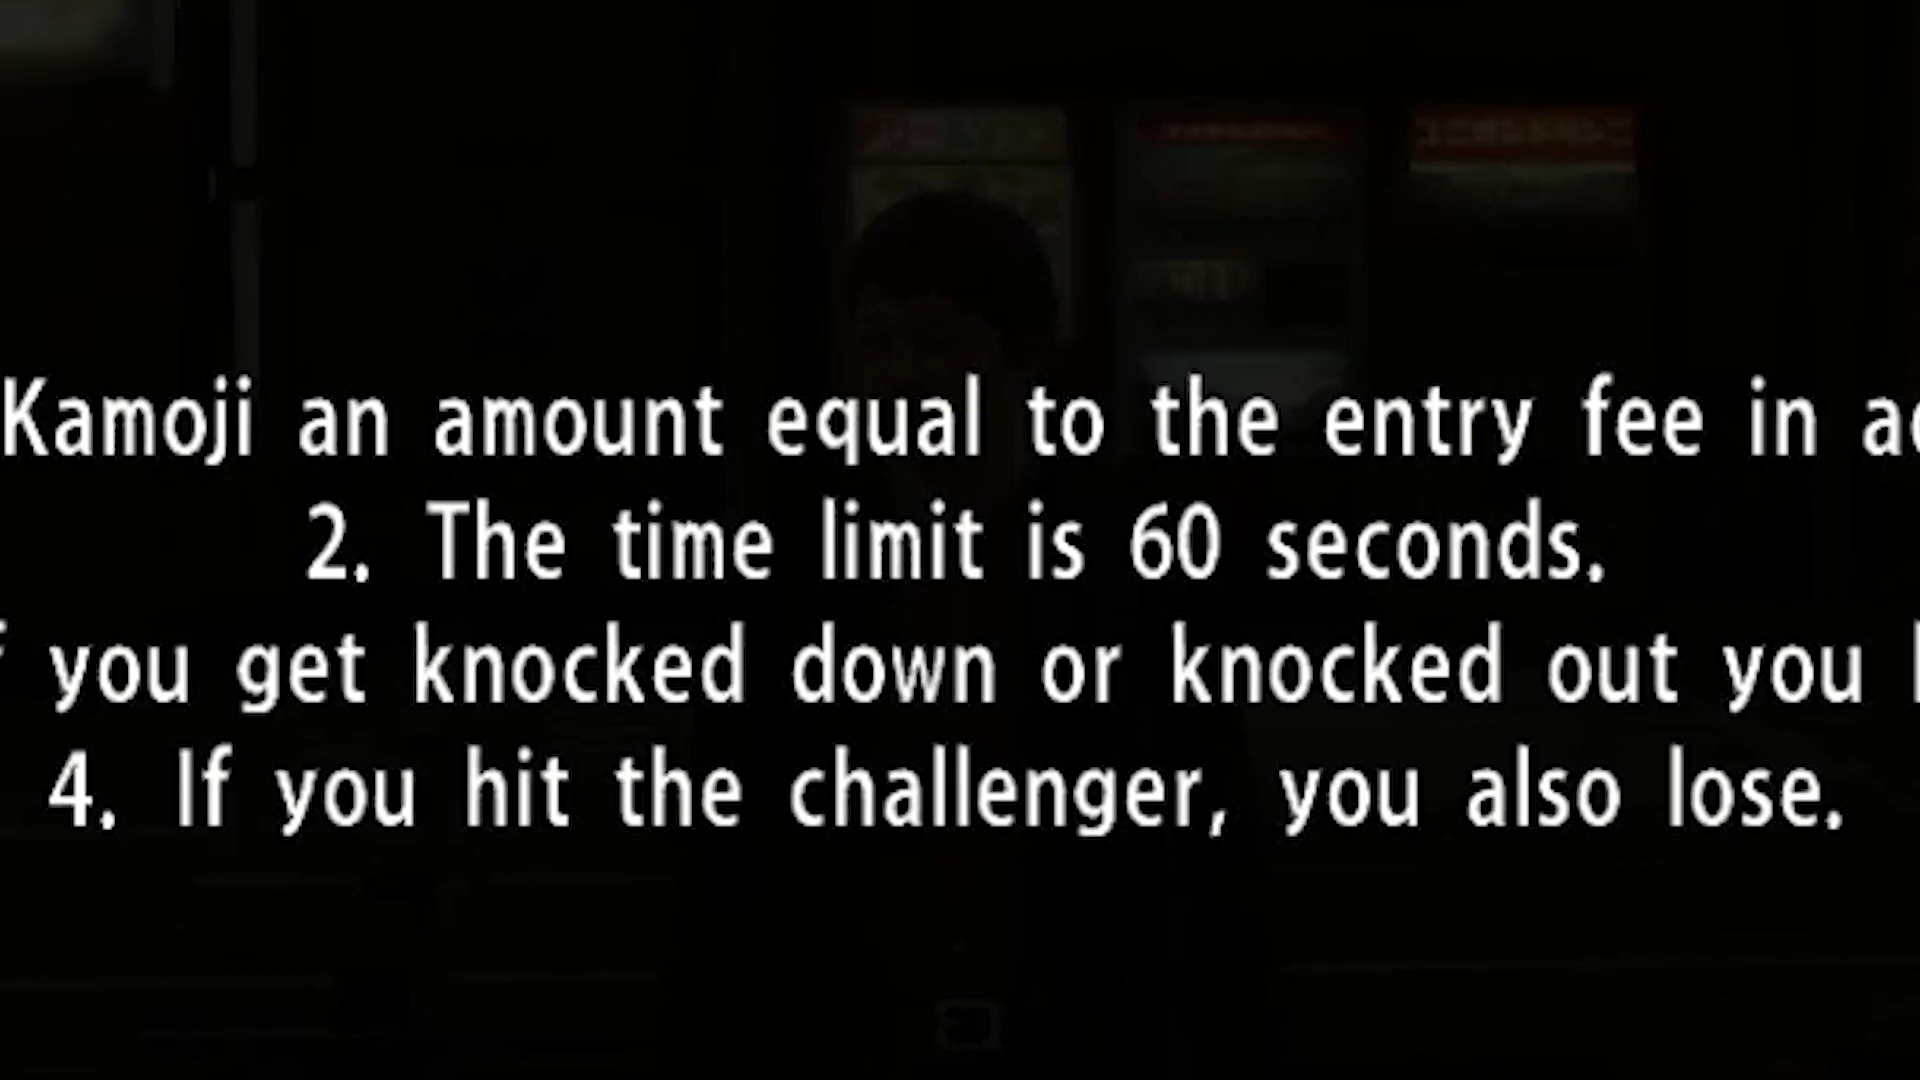 Kamoji an amount equal to the entry fee in
2. The time limit is 60 seconds.
you get knocked down or knocked out you
4. If you hit the challenger, you also lose.